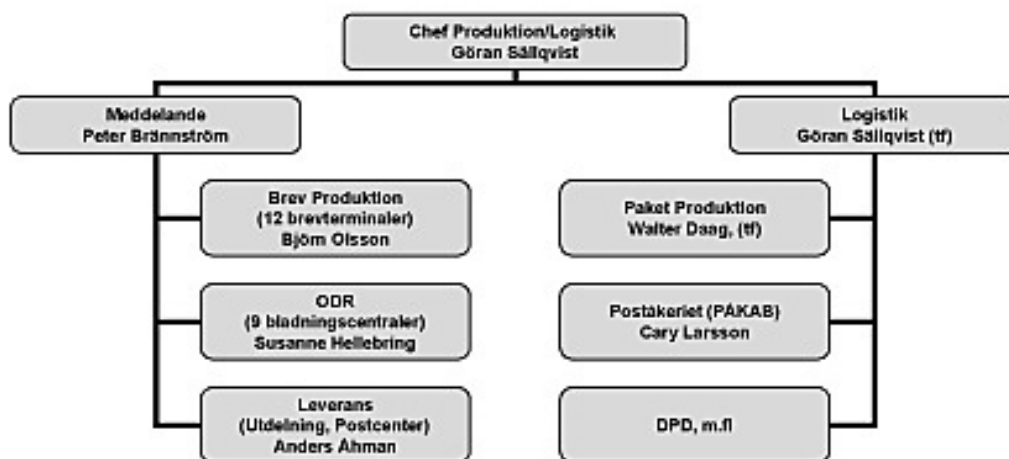 Chef Produktion/Logistik
Göran Sällqvist
Meddelande
Peter Brännström
Logistik
Göran Sällqvist (tf)
Brev Produktion
(12 brevterminaler)
Björn Olsson
Paket Produktion
Walter Daag, (tf)
ODR
(9 bladningscentraler)
Susanne Hellebring
Poståkeriet (PÅKAB)
Cary Larsson
Leverans
(Utdelning, Postcenter)
Anders Åhman
DPD, m.fl